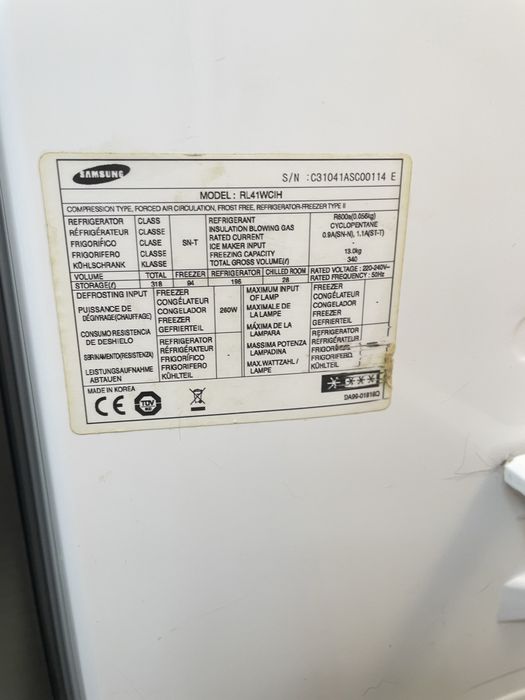 SAMSUNG
S/N :C31041ASC00114 E
MODEL: RL41WCIH
COMPRESSION TYPE, FORCED AIR CIRCULATION, FROST FREE, REFRIGERATOR-FREEZER TYPE II
REFRIGERATOR CLASS
RÉFRIGÉRATEUR CLASSE
FRIGORÍFICO CLASE
FRIGORIFERO CLASSE
KÜHLSCHRANK KLASSE
SN-T
REFRIGERANT R600a(0.056kg)
INSULATION BLOWING GAS CYCLOPENTANE
RATED CURRENT 0.9A(SN-N), 1.1A(ST-T)
ICE MAKER INPUT -
FREEZING CAPACITY 13.0kg
TOTAL GROSS VOLUME(ℓ) 340
VOLUME TOTAL FREEZER REFRIGERATOR CHILLED ROOM
STORAGE(ℓ) 318 94 196 28
RATED VOLTAGE : 220-240V~
RATED FREQUENCY : 50Hz
DEFROSTING INPUT
PUISSANCE DE
DÉGIVRAGE(CHAUFFAGE)
CONSUMO RESISTENCIA
DE DESHIELO
SBRINAMENTO(RESISTENZA)
LEISTUNGSAUFNAHME
ABTAUEN
FREEZER
CONGÉLATEUR
CONGELADOR
FREEZER
GEFRIERTEIL
260W
REFRIGERATOR
RÉFRIGÉRATEUR
FRIGORÍFICO
FRIGORIFERO
KÜHLTEIL
-
MAXIMUM INPUT
OF LAMP
MAXIMALE DE
LA LAMPE
MÁXIMA DE LA
LAMPARA
MASSIMA POTENZA
LAMPADINA
MAX.WATTZAHL/
LAMPE
FREEZER
CONGÉLATEUR
CONGELADOR
FREEZER
GEFRIERTEIL
REFRIGERATOR
RÉFRIGÉRATEUR
FRIGORIFERO
KÜHLTEIL
MADE IN KOREA
CE
TÜV
DA99-01818Q